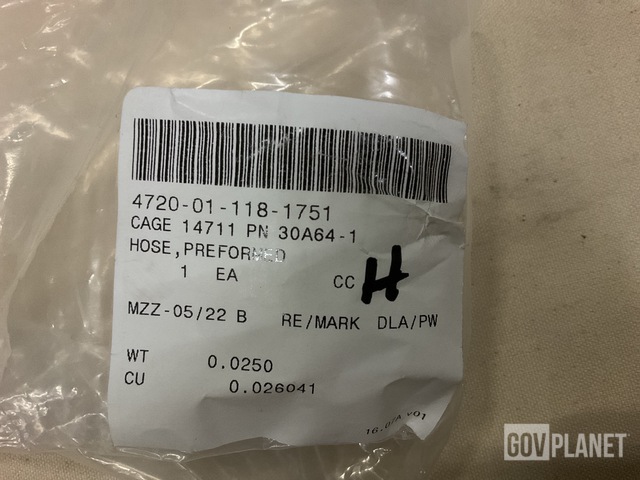 4720-01-118-1751
CAGE 14711 PN 30A64-1
HOSE,PREFORMED
1 EA CC H
MZZ-05/22 B RE/MARK DLA/PW
WT 0.0250
CU 0.026041
GOVPLANET